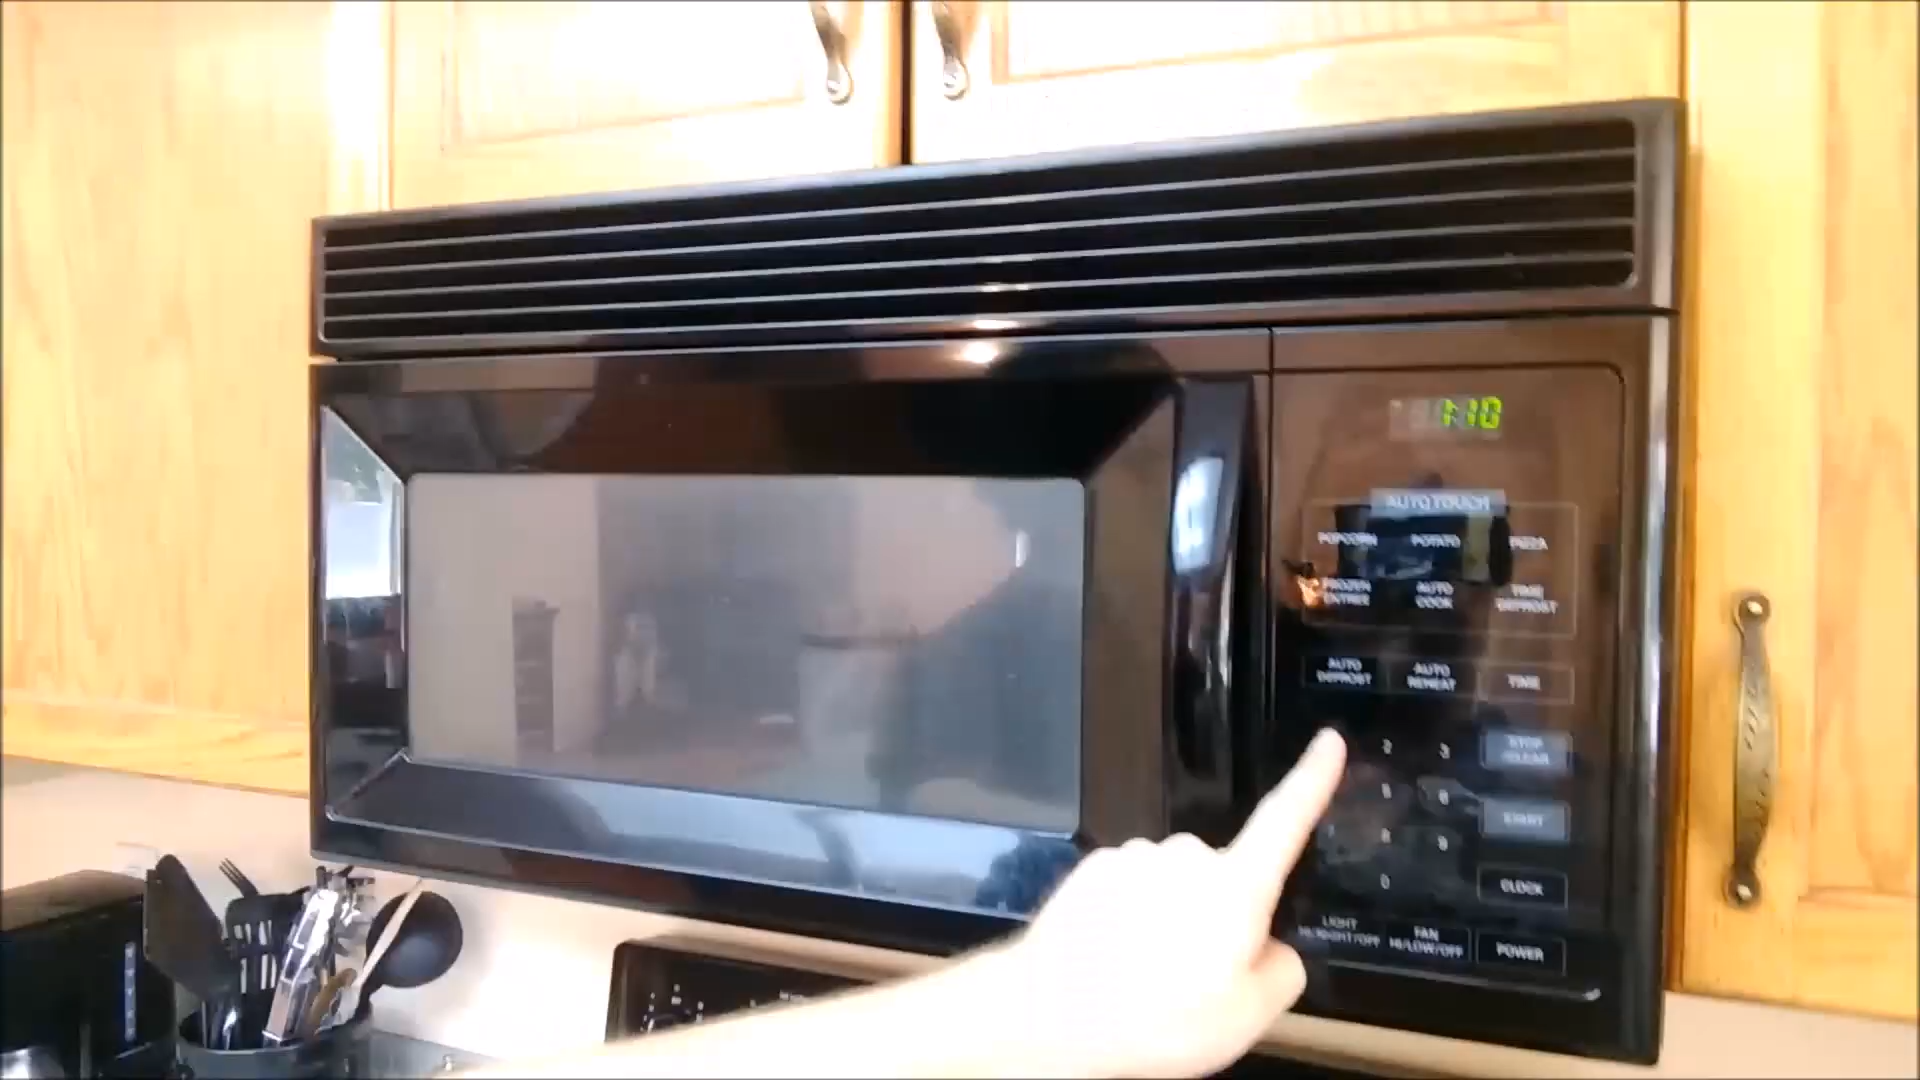 1:10
AUTO TOUCH
POPCORN POTATO PIZZA
FROZEN ENTREE
AUTO COOK
TIME DEFROST
AUTO DEFROST
AUTO REPEAT
TIME
2 3
STOP CLEAR
5 6
START
8 9
0
CLOCK
LIGHT HI/NIGHT/OFF
FAN HI/LOW/OFF
POWER